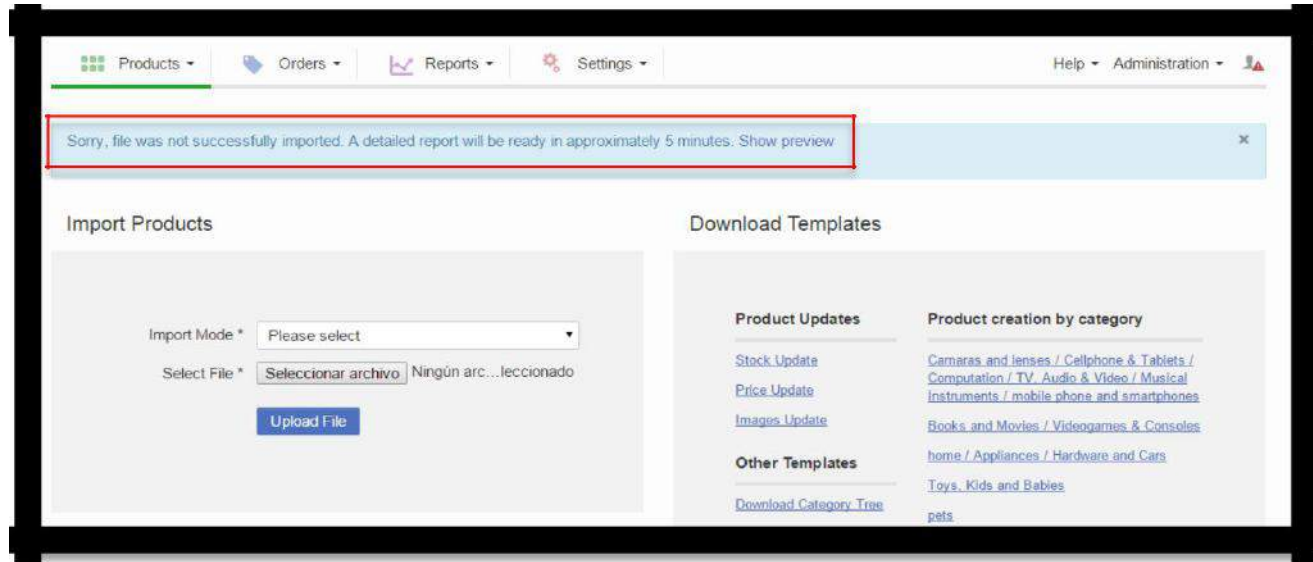 Products
Orders
Reports
Settings
Help
Administration
Sorry, file was not successfully imported. A detailed report will be ready in approximately 5 minutes. Show preview
×
Import Products
Download Templates
Import Mode *
Please select
Select File *
Seleccionar archivo
Ningún arc...leccionado
Upload File
Product Updates
Stock Update
Price Update
Images Update
Other Templates
Download Category Tree
Product creation by category
Camaras and lenses / Cellphone & Tablets /
Computation / TV, Audio & Video / Musical
Instruments / mobile phone and smartphones
Books and Movies / Videogames & Consoles
home / Appliances / Hardware and Cars
Toys, Kids and Babies
pets